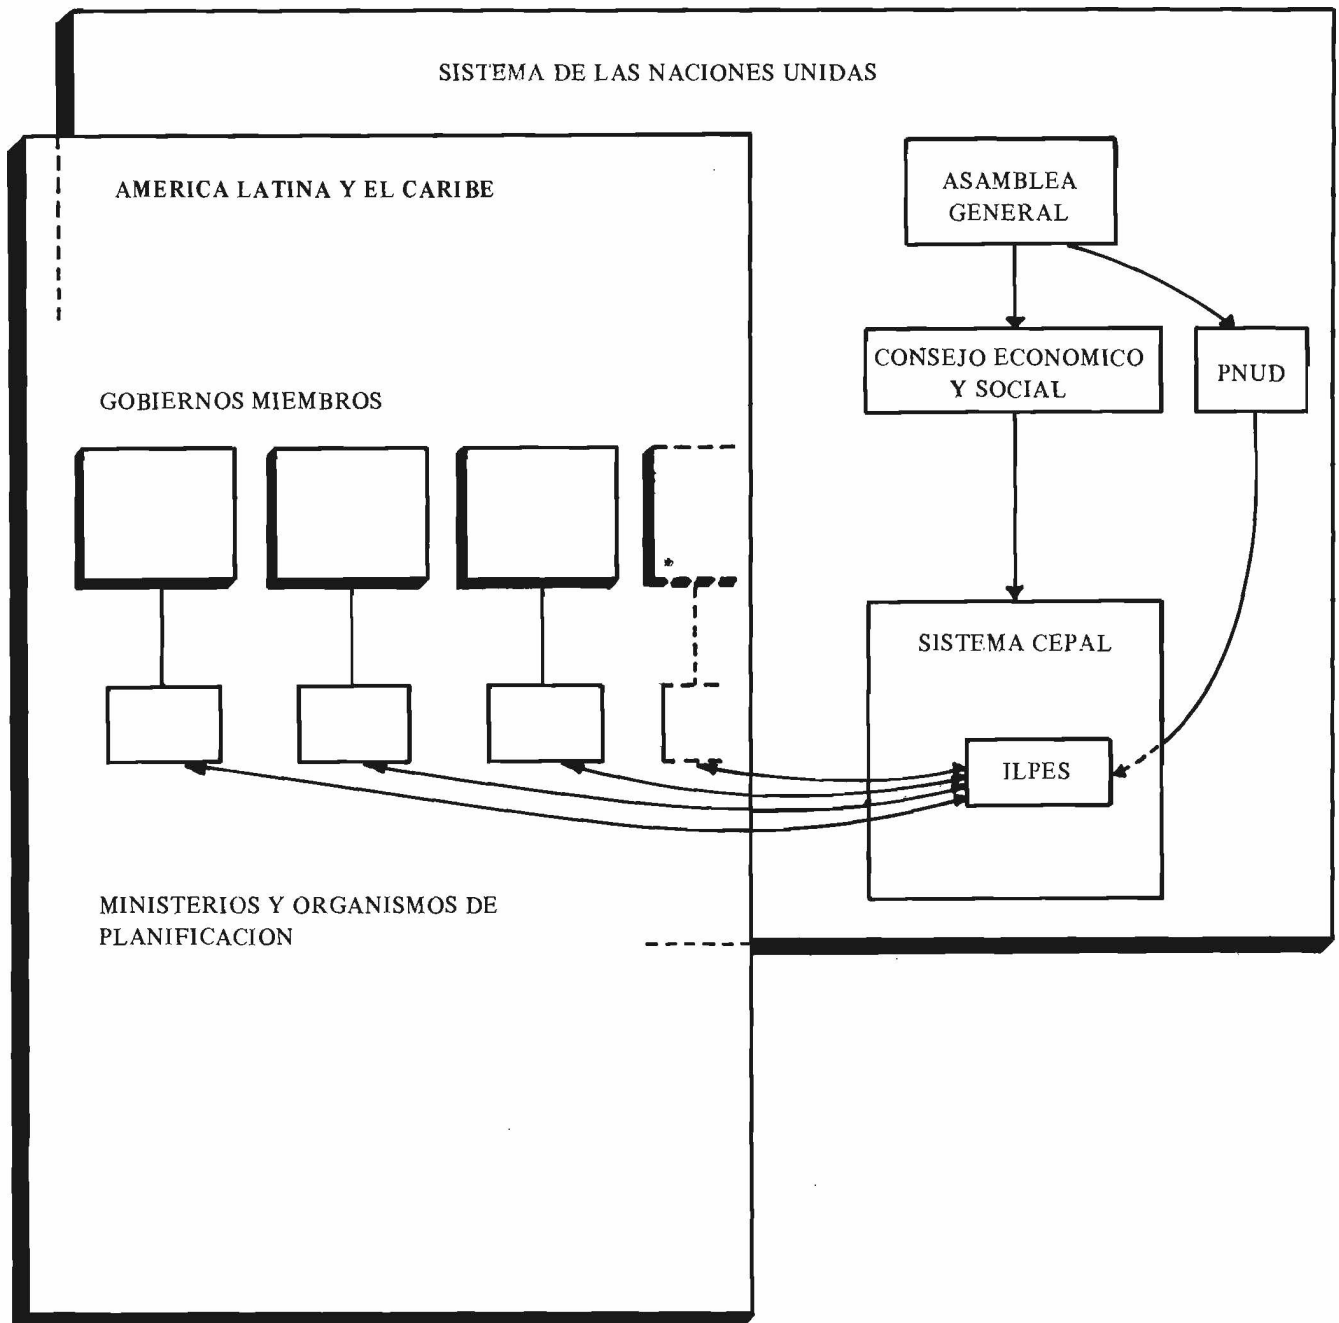 SISTEMA DE LAS NACIONES UNIDAS
AMERICA LATINA Y EL CARIBE
ASAMBLEA
GENERAL
CONSEJO ECONOMICO
Y SOCIAL
PNUD
GOBIERNOS MIEMBROS
*
SISTEMA CEPAL
ILPES
MINISTERIOS Y ORGANISMOS DE
PLANIFICACION